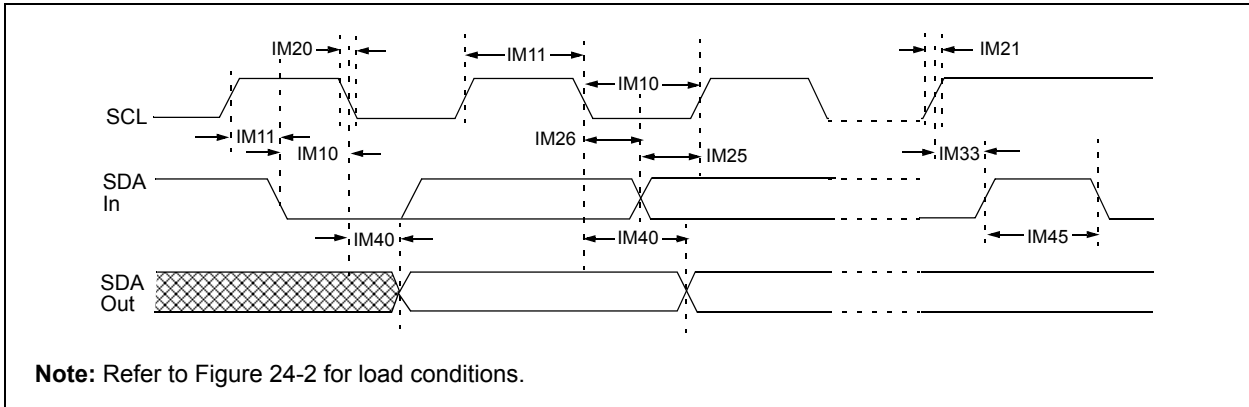 IM20
IM11
IM21
IM10
SCL
IM11
IM26
IM10
IM25
IM33
SDA
In
IM40
IM40
IM45
SDA
Out
Note: Refer to Figure 24-2 for load conditions.